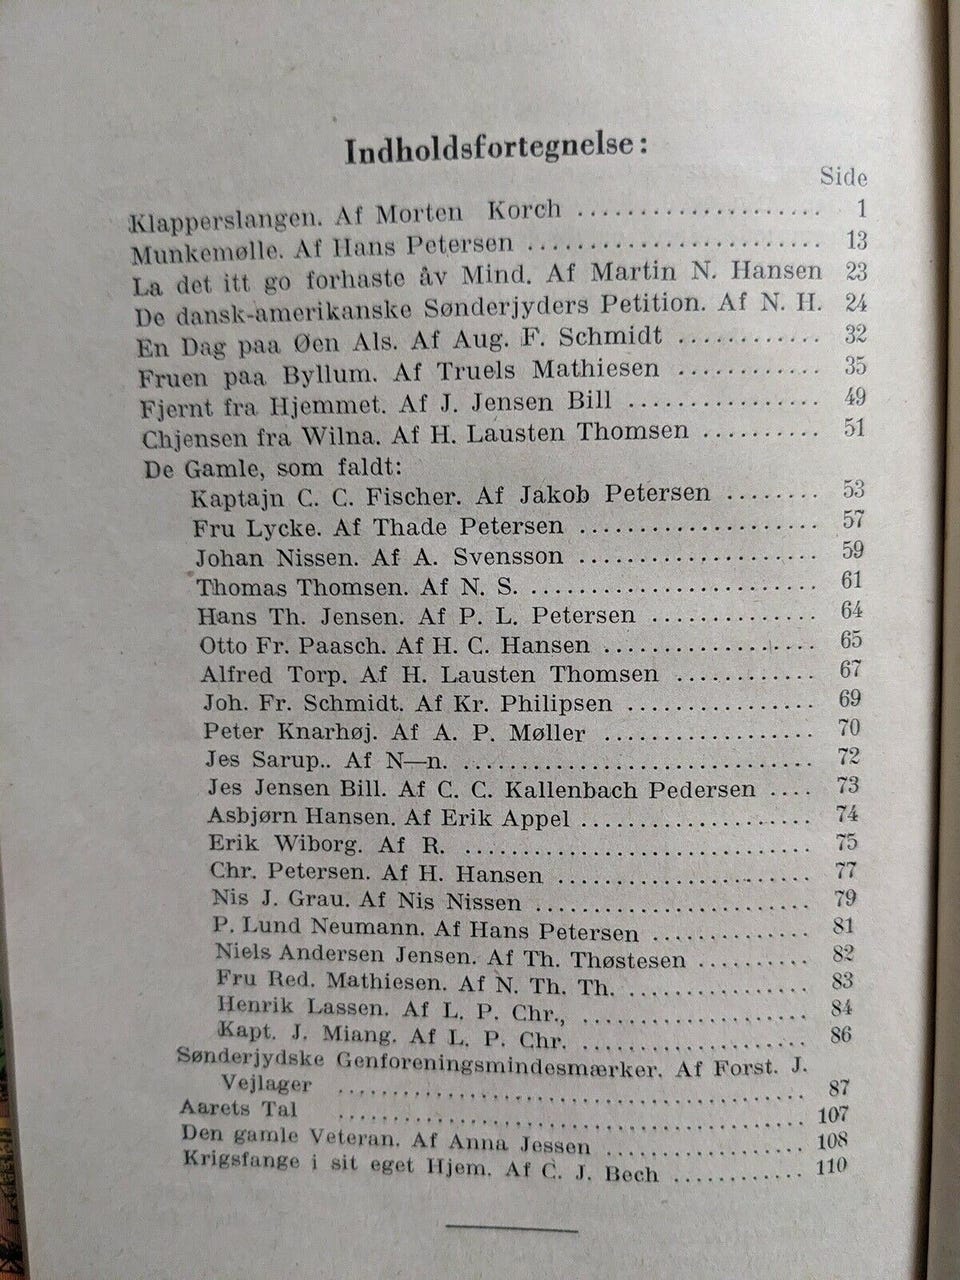 Indholdsfortegnelse:
Side
Klapperslangen. Af Morten Korch .................... 1
Munkemølle. Af Hans Petersen ........................ 13
La det itt go forhaste åv Mind. Af Martin N. Hansen 23
De dansk-amerikanske Sønderjyders Petition. Af N. H. 24
En Dag paa Øen Als. Af Aug. F. Schmidt ............ 32
Fruen paa Byllum. Af Truels Mathiesen ............ 35
Fjernt fra Hjemmet. Af J. Jensen Bill ................ 49
Chjensen fra Wilna. Af H. Lausten Thomsen .......... 51
De Gamle, som faldt:
Kaptajn C. C. Fischer. Af Jakob Petersen ........ 53
Fru Lycke. Af Thade Petersen .................... 57
Johan Nissen. Af A. Svensson .................... 59
Thomas Thomsen. Af N. S. ........................ 61
Hans Th. Jensen. Af P. L. Petersen .............. 64
Otto Fr. Paasch. Af H. C. Hansen .................. 65
Alfred Torp. Af H. Lausten Thomsen ............ 67
Joh. Fr. Schmidt. Af Kr. Philipsen ................ 69
Peter Knarhøj. Af A. P. Møller .................. 70
Jes Sarup.. Af N—n. .............................. 72
Jes Jensen Bill. Af C. C. Kallenbach Pedersen .... 73
Asbjørn Hansen. Af Erik Appel .................... 74
Erik Wiborg. Af R. .............................. 75
Chr. Petersen. Af H. Hansen ...................... 77
Nis J. Grau. Af Nis Nissen ........................ 79
P. Lund Neumann. Af Hans Petersen .............. 81
Niels Andersen Jensen. Af Th. Thøstesen .......... 82
Fru Red. Mathiesen. Af N. Th. Th. ................ 83
Henrik Lassen. Af L. P. Chr., .................... 84
Kapt. J. Miang. Af L. P. Chr. .................... 86
Sønderjydske Genforeningsmindesmærker. Af Forst. J.
Vejlager ........................................ 87
Aarets Tal ........................................ 107
Den gamle Veteran. Af Anna Jessen .................. 108
Krigsfange i sit eget Hjem. Af C. J. Bech ............ 110